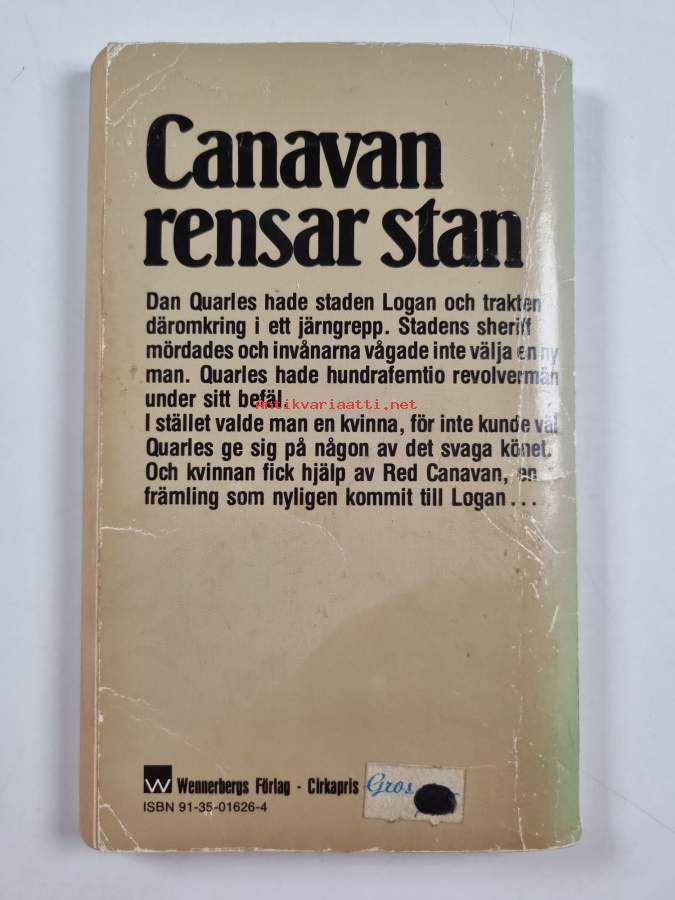 Canavan
rensar stan
Dan Quarles hade staden Logan och trakten
däromkring i ett järngrepp. Stadens sheriff
mördades och invånarna vågade inte välja en ny
man. Quarles hade hundrafemtio revolvermän
under sitt befäl.
Antikvariaatti.net
I stället valde man en kvinna, för inte kunde väl
Quarles ge sig på någon av det svaga könet.
Och kvinnan fick hjälp av Red Canavan, en
främling som nyligen kommit till Logan...
W Wennerbergs Förlag · Cirkapris
Gros
ISBN 91-35-01626-4